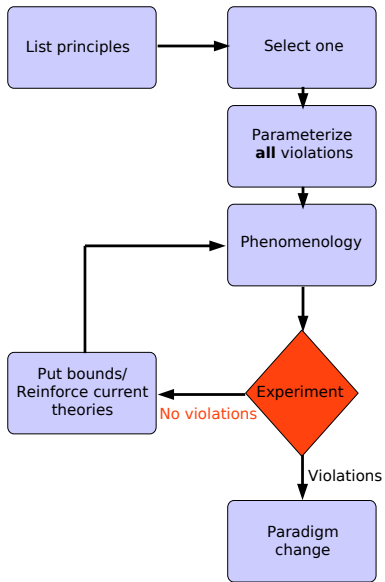 List principles
Select one
Parameterize
all violations
Phenomenology
Experiment
Put bounds/
Reinforce current
theories
No violations
Violations
Paradigm
change